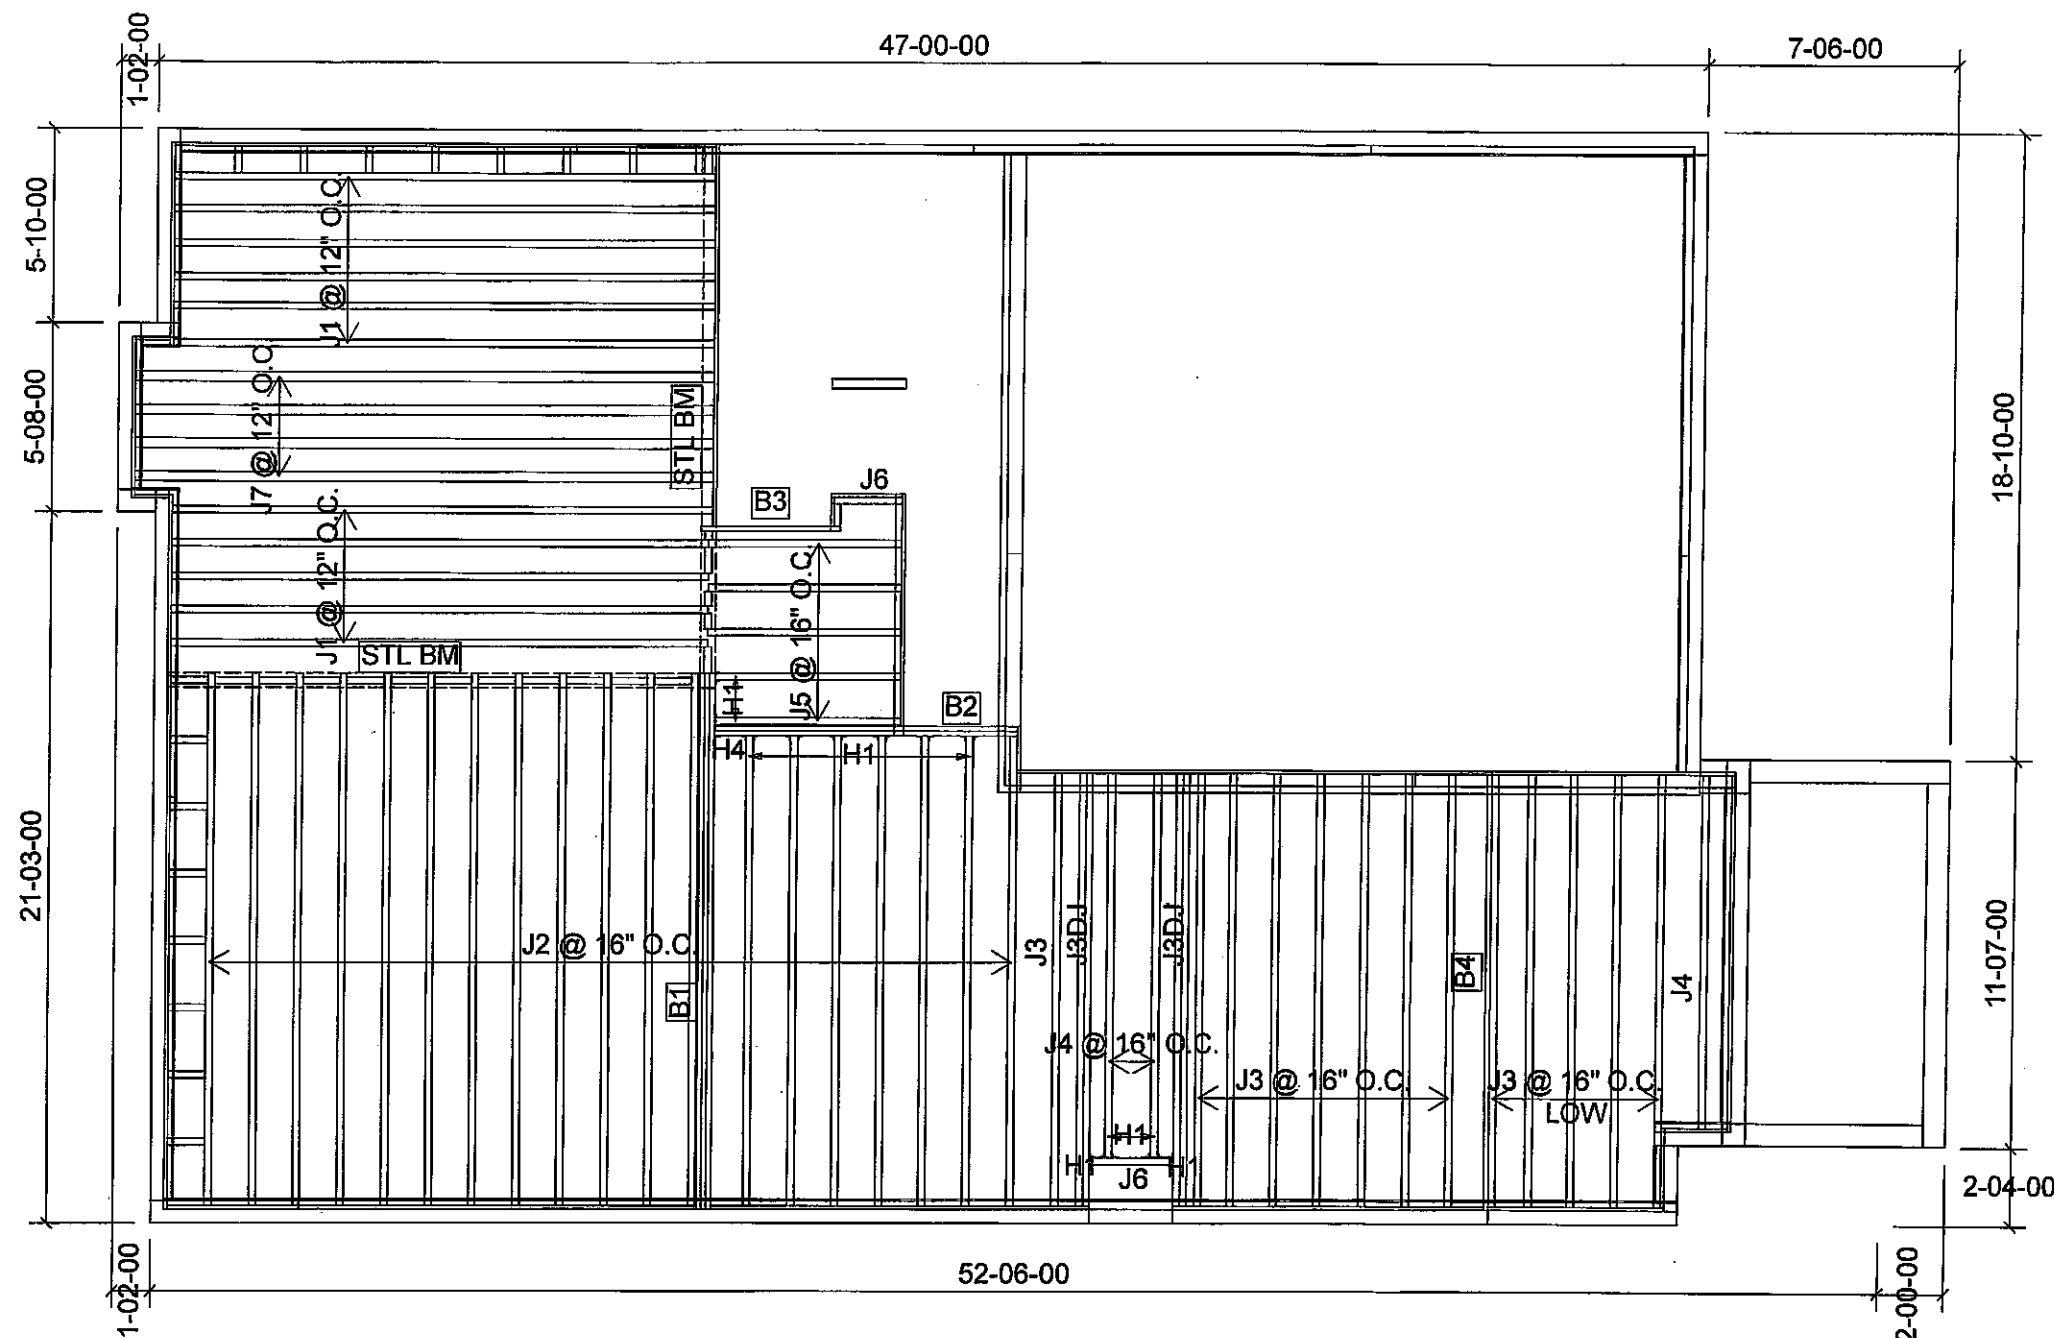 1-02-00
47-00-00
7-06-00
5-10-00
J1 @ 12" O.C.
5-08-00
J7 @ 12" O.C.
STL BM
B3
J6
18-10-00
J1 @ 12" O.C.
STL BM
J5 @ 16" O.C.
H1
B2
H4
H1
21-03-00
J2 @ 16" O.C.
B1
J3
J3DJ
J3DJ
B4
J4
11-07-00
J4 @ 16" O.C.
J3 @ 16" O.C.
J3 @ 16" O.C.
LOW
H1
H1
J6
H1
2-04-00
1-02-00
52-06-00
2-00-00